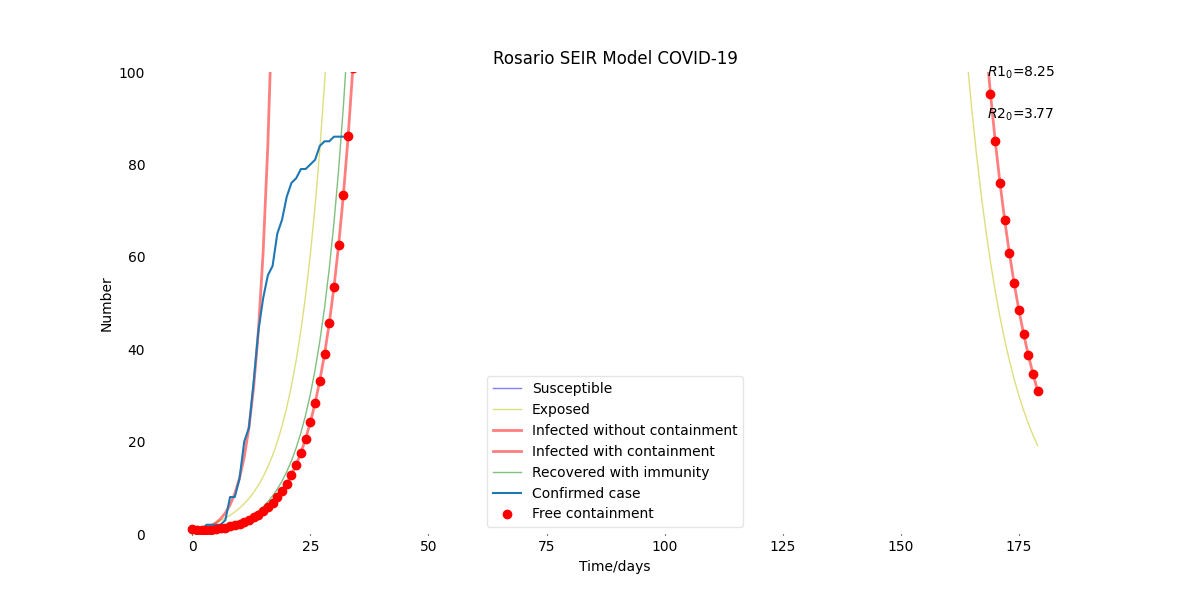 Rosario SEIR Model COVID-19
100
80
60
40
20
0
Number
0 25 50 75 100 125 150 175
Time/days
R1₀=8.25
R2₀=3.77
Susceptible
Exposed
Infected without containment
Infected with containment
Recovered with immunity
Confirmed case
Free containment